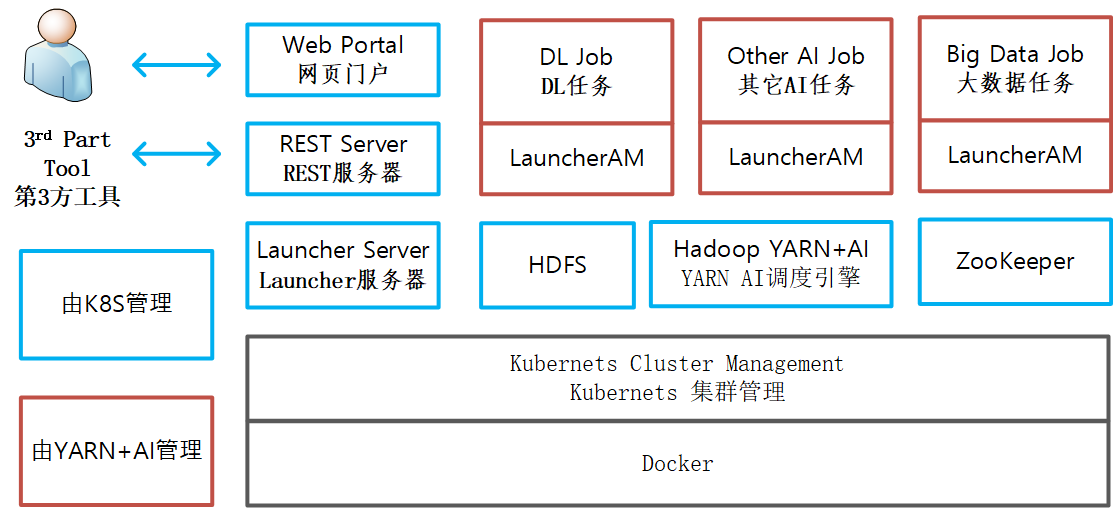 Web Portal
网页门户
DL Job
DL任务
Other AI Job
其它AI任务
Big Data Job
大数据任务
3rd Part
Tool
第3方工具
REST Server
REST服务器
LauncherAM
LauncherAM
LauncherAM
Launcher Server
Launcher服务器
HDFS
Hadoop YARN+AI
YARN AI调度引擎
ZooKeeper
由K8S管理
Kubernets Cluster Management
Kubernets 集群管理
由YARN+AI管理
Docker